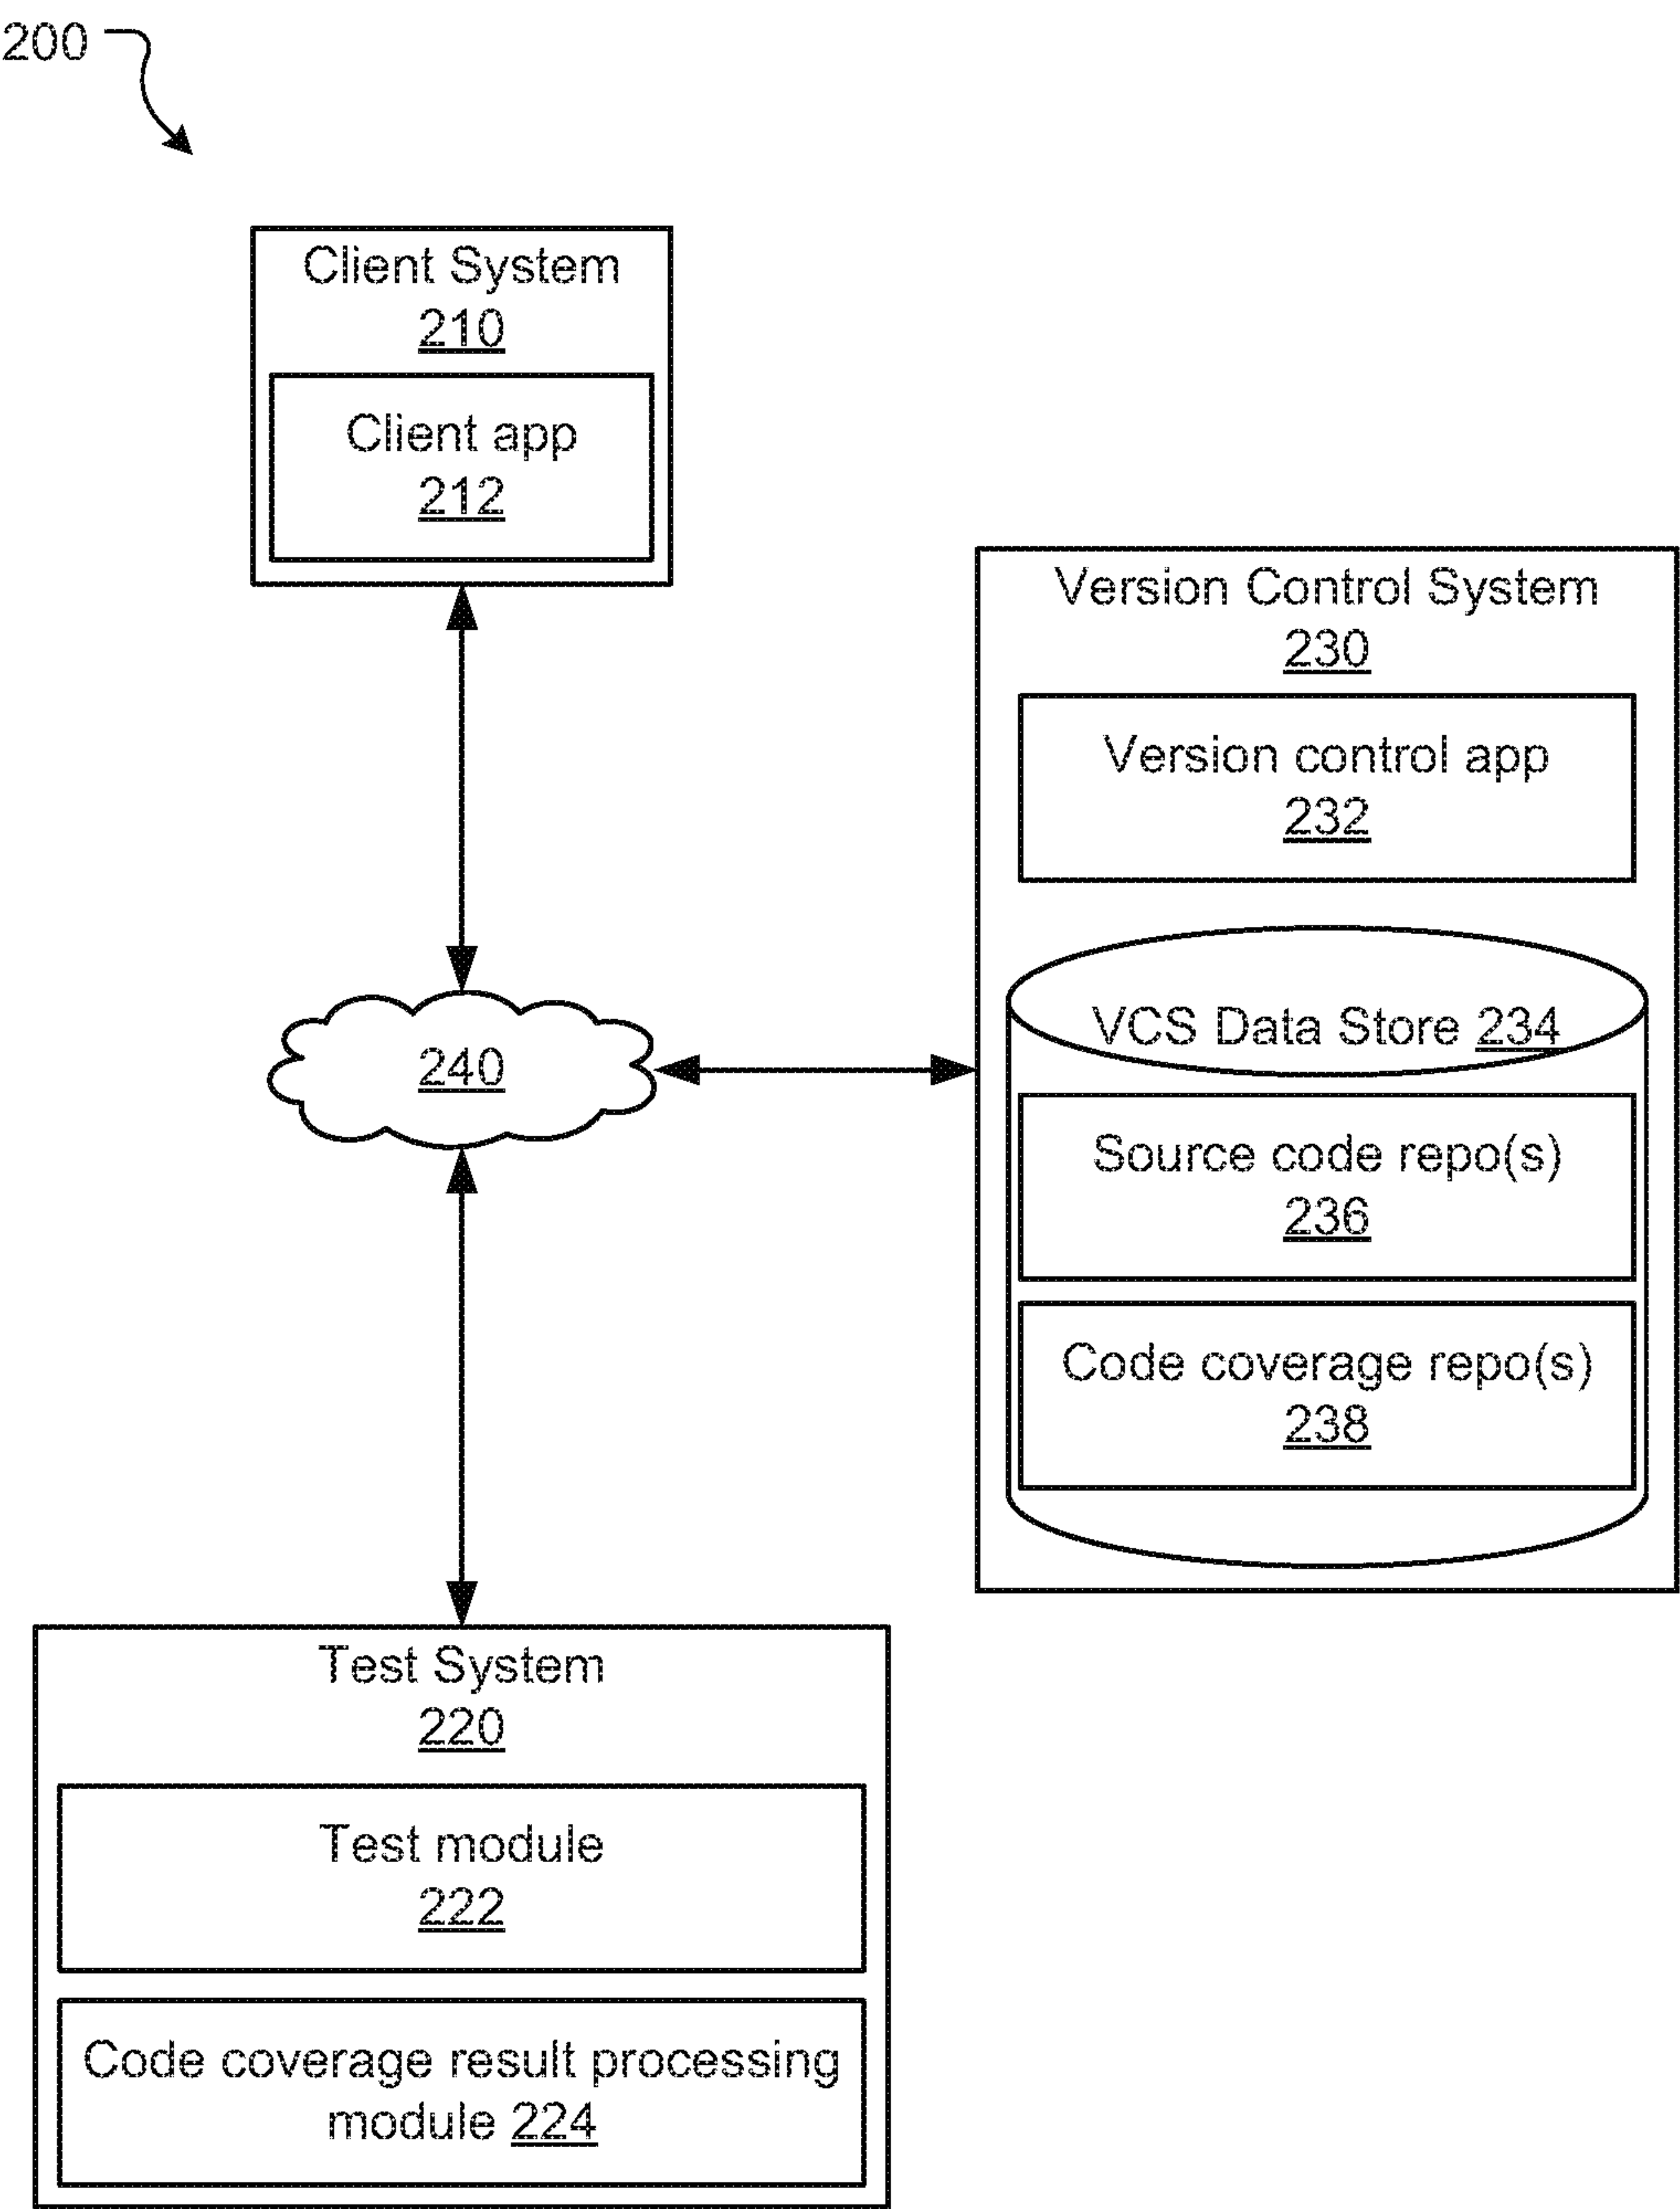 200
Client System
210
Client app
212
Version Control System
230
Version control app
232
VCS Data Store 234
Source code repo(s)
236
Code coverage repo(s)
238
240
Test System
220
Test module
222
Code coverage result processing
module 224